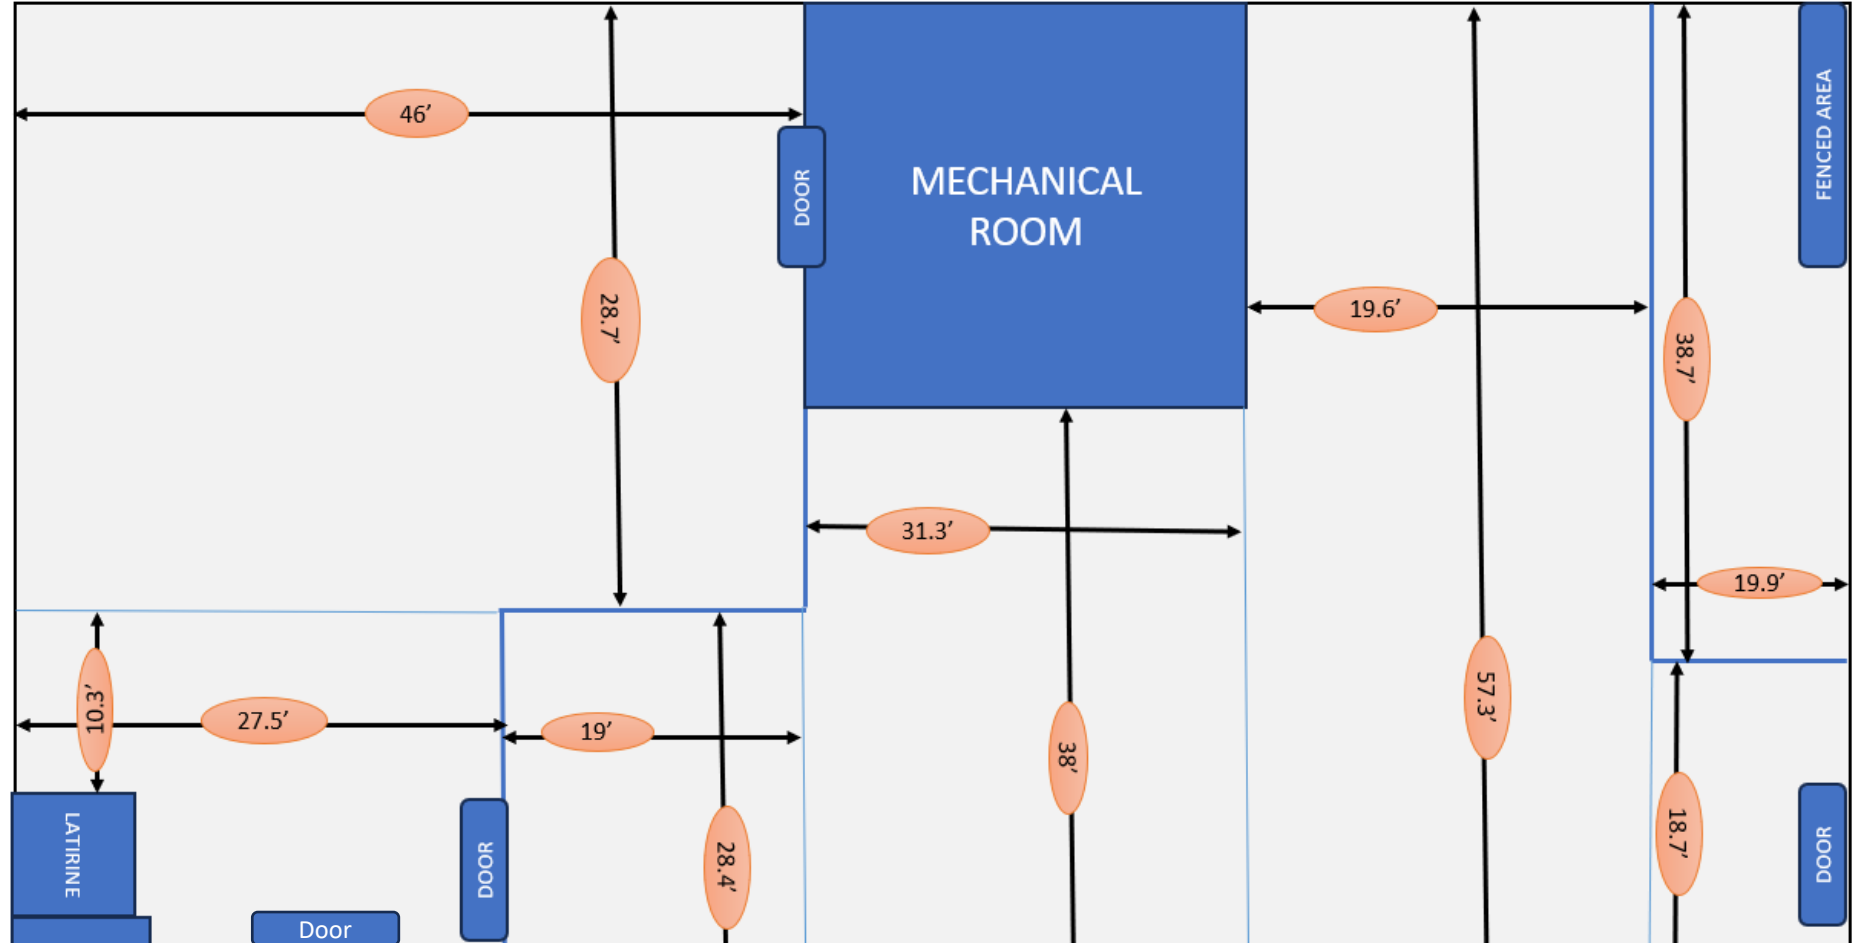 46’
DOOR
MECHANICAL
ROOM
FENCED AREA
28.7’
19.6’
38.7’
31.3’
19.9’
10.3’
27.5’
19’
57.3’
38’
18.7’
LATIRINE
DOOR
28.4’
DOOR
Door